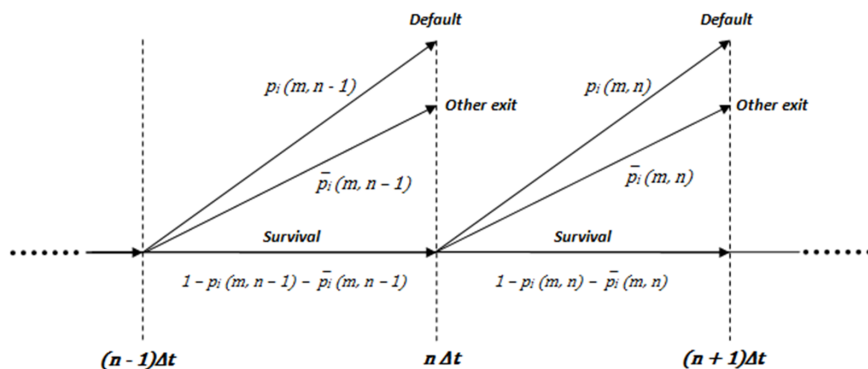 Default Default
pᵢ (m, n - 1) pᵢ (m, n)
Other exit Other exit
p̅ᵢ (m, n – 1) p̅ᵢ (m, n)
Survival Survival
1 – pᵢ (m, n – 1) – p̅ᵢ (m, n – 1) 1 – pᵢ (m, n) – p̅ᵢ (m, n)
(n - 1)Δt n Δt (n + 1)Δt